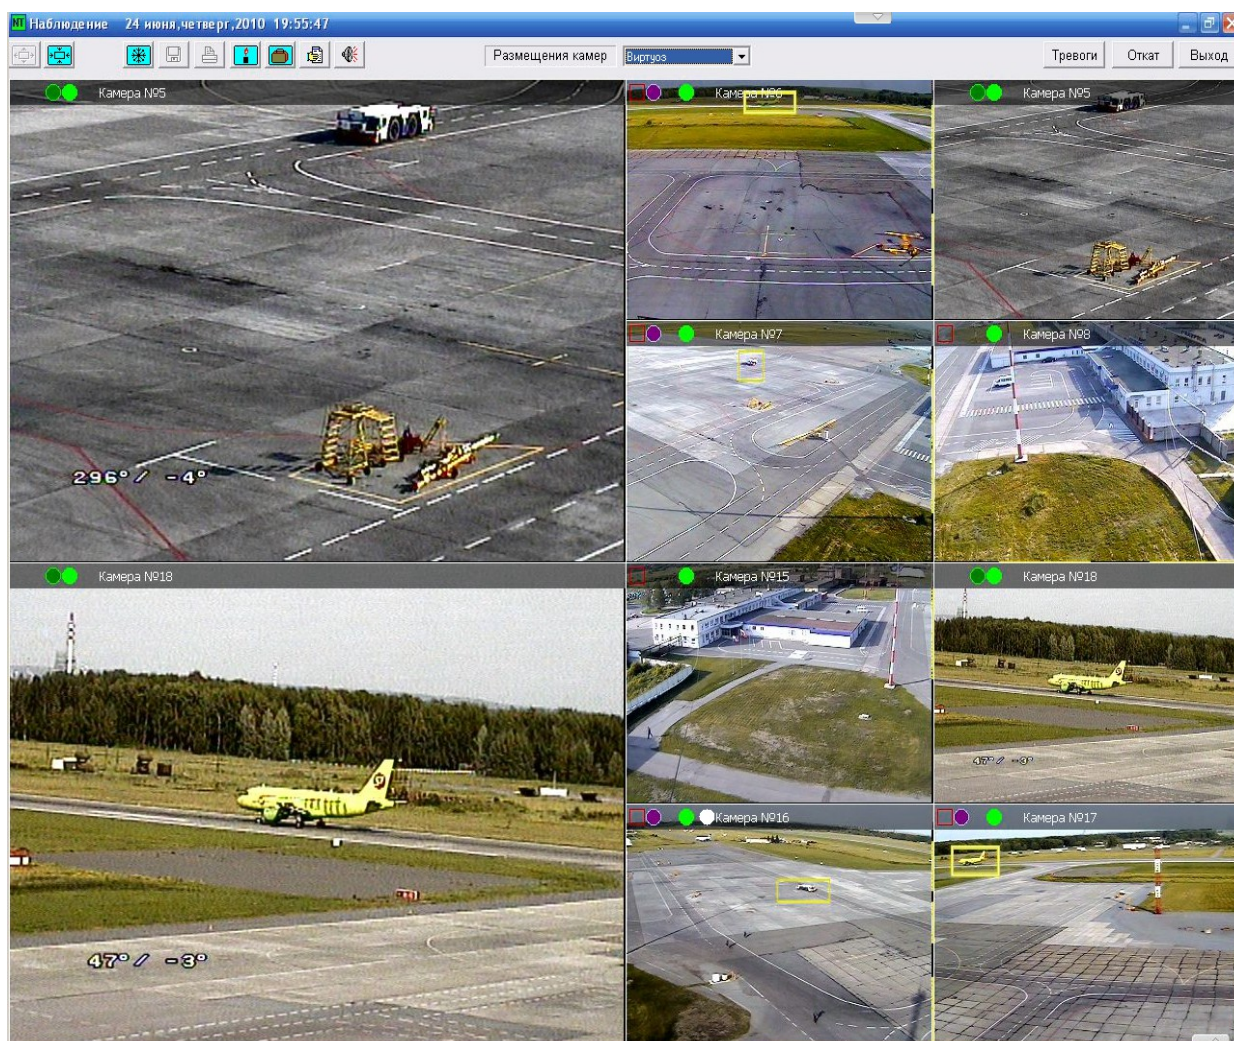 NT Наблюдение 24 июня,четверг,2010 19:55:47
Размещения камер Виртуоз Тревоги Откат Выход
Камера №5
296°/ -4°
Камера №6
Камера №5
Камера №7
Камера №8
Камера №18
47°/ -3°
Камера №15
Камера №18
47°/ -3°
Камера №16
Камера №17